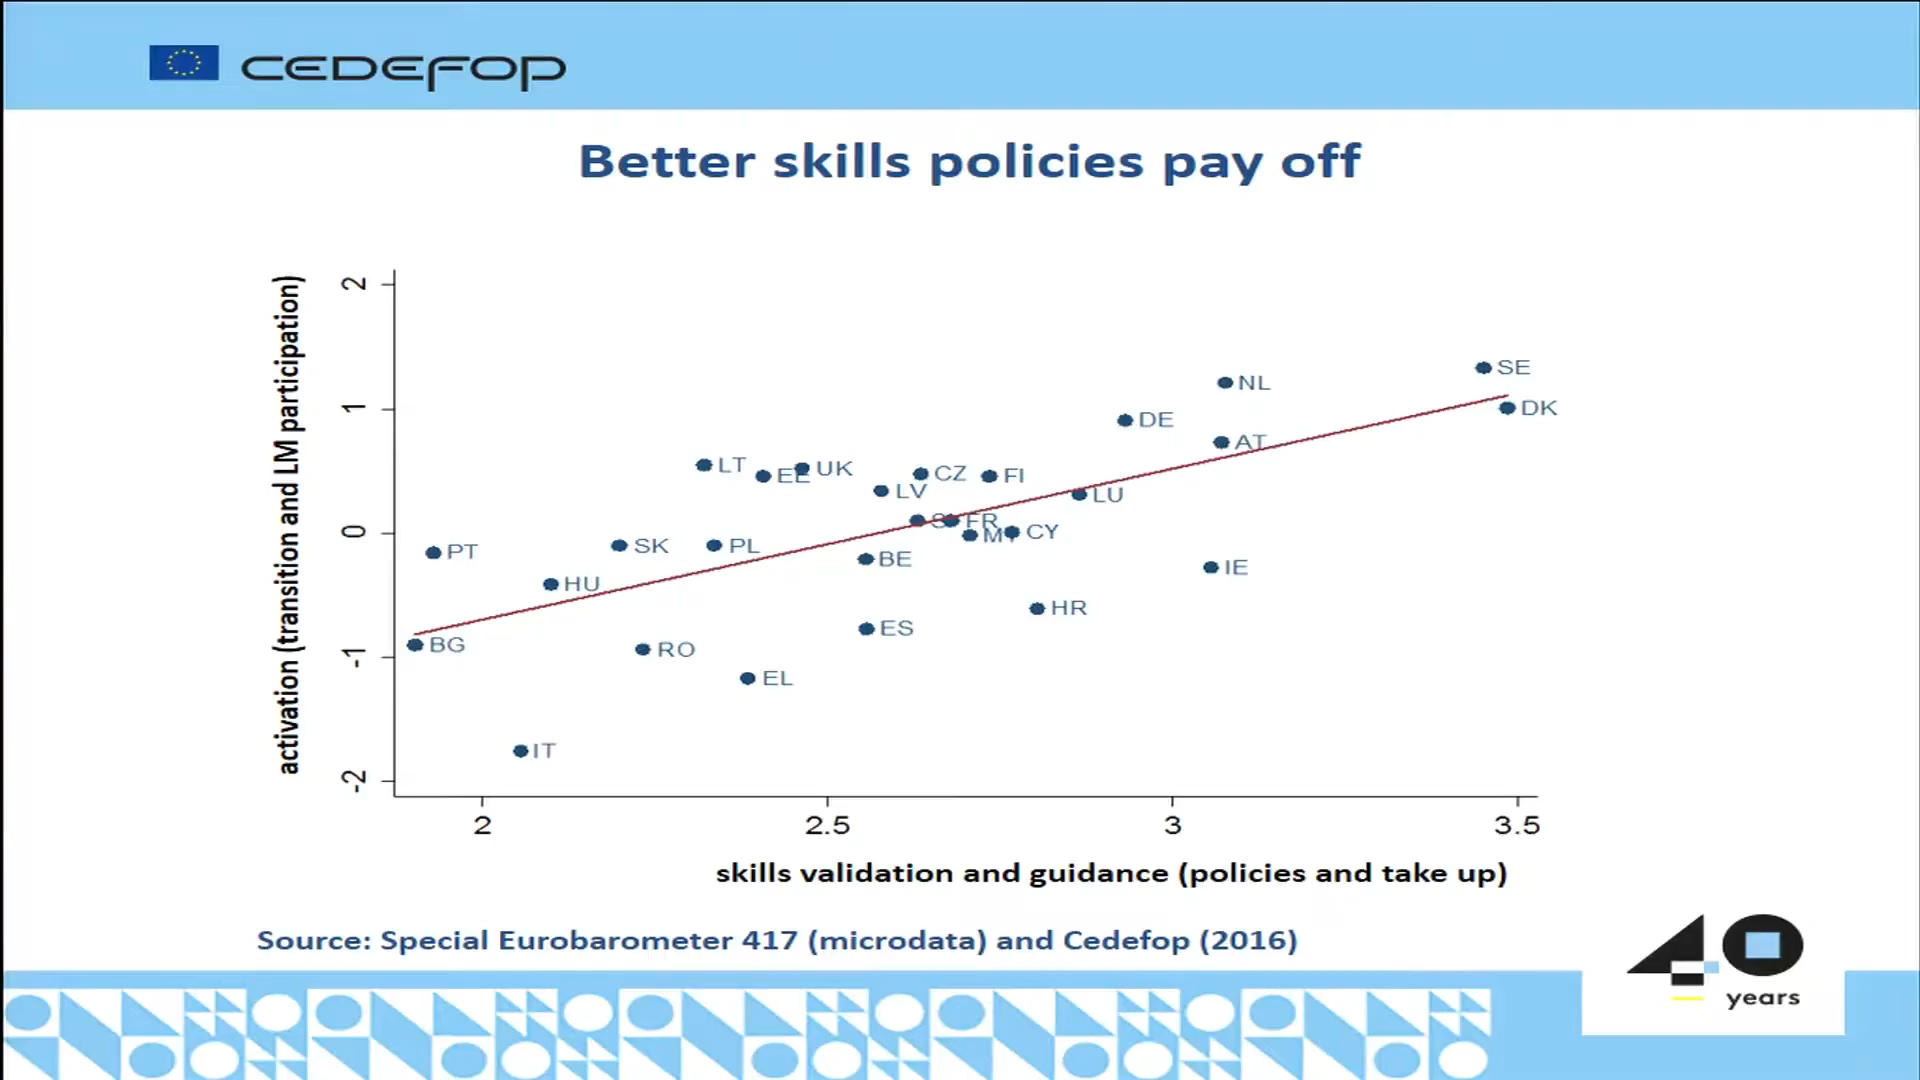 CEDEFOP
Better skills policies pay off
activation (transition and LM participation)
2
1
0
-1
-2
SE
NL
DK
DE
AT
LT
UK
EE
CZ
FI
LV
LU
FR
CY
PT
SK
PL
BE
IE
HU
HR
ES
BG
RO
EL
IT
2 2.5 3 3.5
skills validation and guidance (policies and take up)
Source: Special Eurobarometer 417 (microdata) and Cedefop (2016)
40
years